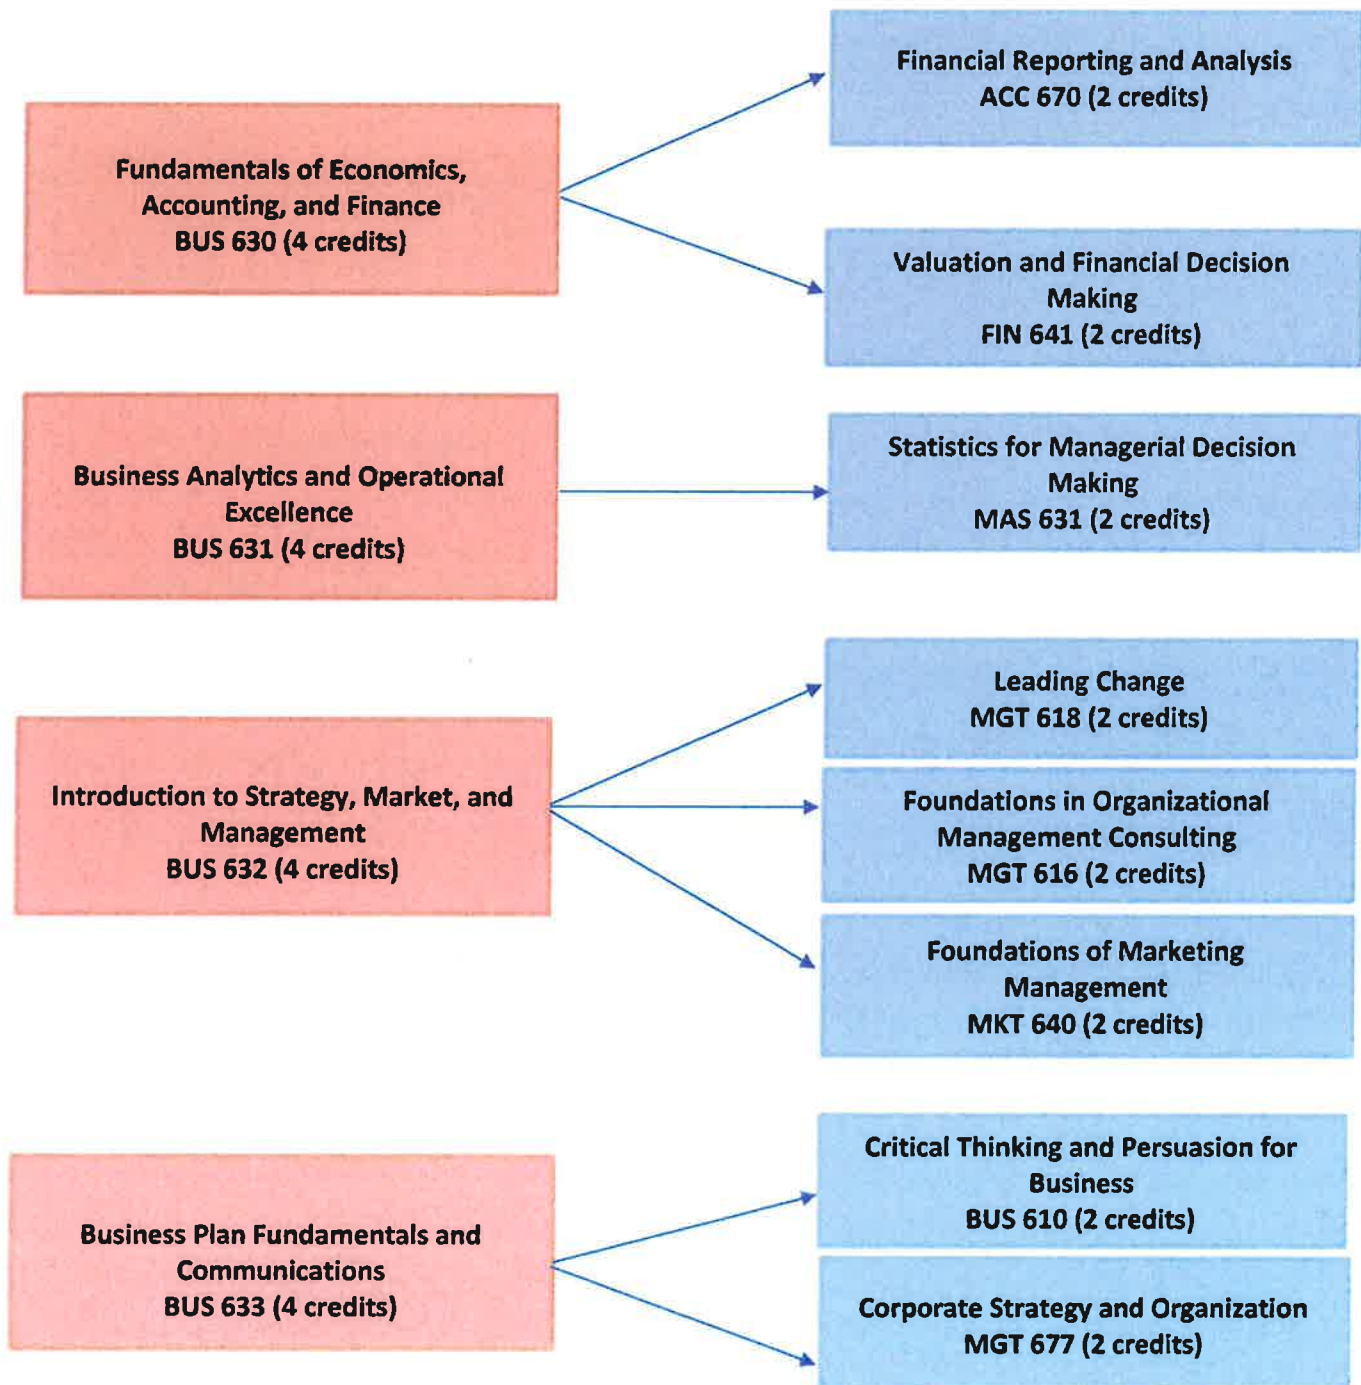 Fundamentals of Economics,
Accounting, and Finance
BUS 630 (4 credits)
Financial Reporting and Analysis
ACC 670 (2 credits)
Valuation and Financial Decision
Making
FIN 641 (2 credits)
Business Analytics and Operational
Excellence
BUS 631 (4 credits)
Statistics for Managerial Decision
Making
MAS 631 (2 credits)
Introduction to Strategy, Market, and
Management
BUS 632 (4 credits)
Leading Change
MGT 618 (2 credits)
Foundations in Organizational
Management Consulting
MGT 616 (2 credits)
Foundations of Marketing
Management
MKT 640 (2 credits)
Business Plan Fundamentals and
Communications
BUS 633 (4 credits)
Critical Thinking and Persuasion for
Business
BUS 610 (2 credits)
Corporate Strategy and Organization
MGT 677 (2 credits)